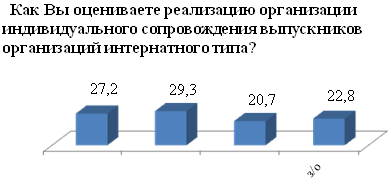 Как Вы оцениваете реализацию организации
индивидуального сопровождения выпускников
организаций интернатного типа?
27,2 29,3 20,7 22,8
з/о